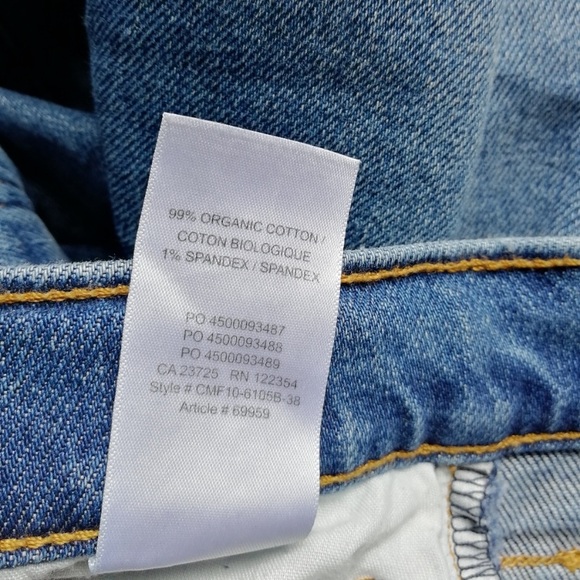 99% ORGANIC COTTON /
COTON BIOLOGIQUE
1% SPANDEX / SPANDEX
PO 4500093487
PO 4500093488
PO 4500093489
CA 23725 RN 122354
Style # CMF10-6105B-38
Article # 69959